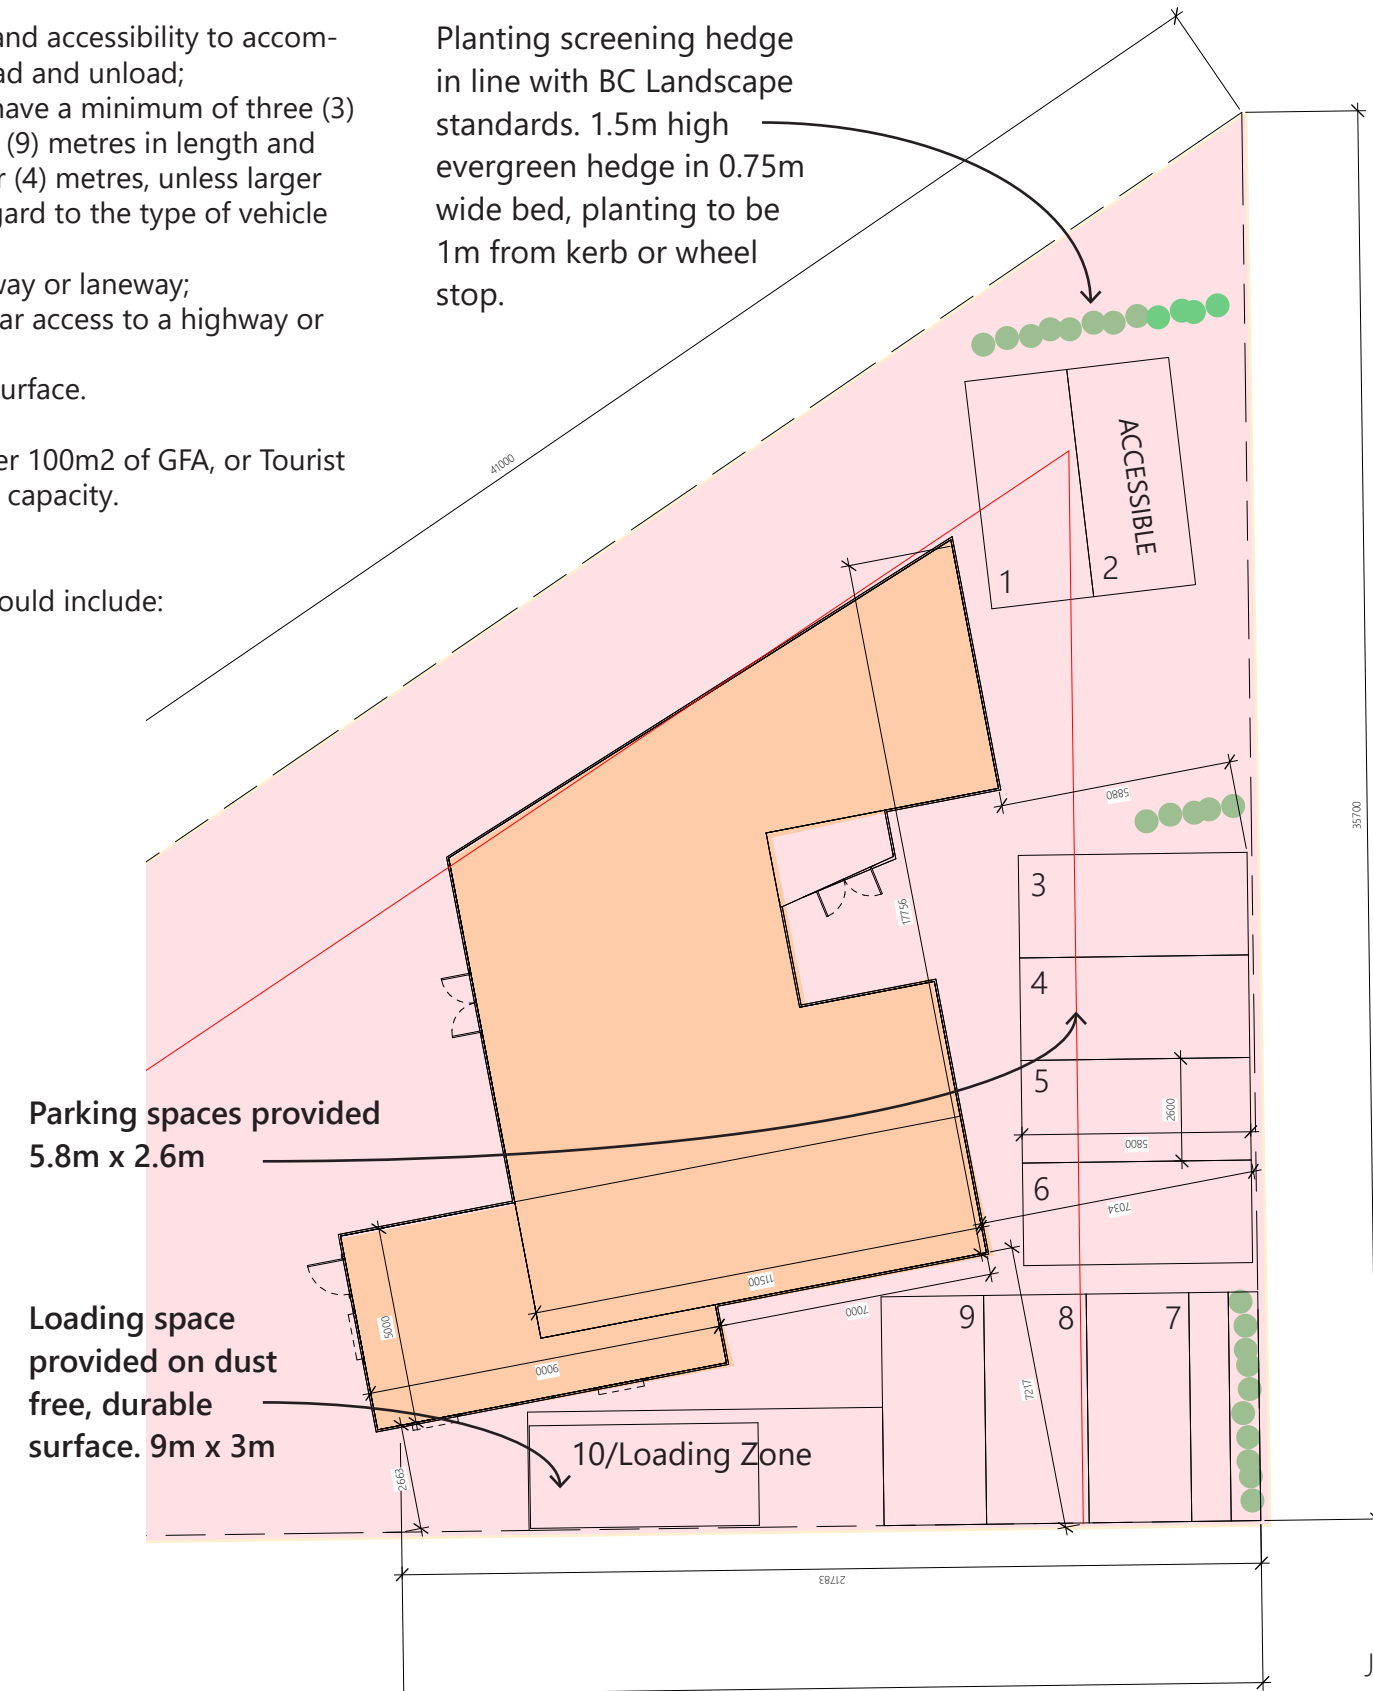 and accessibility to accom-
ad and unload;
have a minimum of three (3)
(9) metres in length and
r (4) metres, unless larger
gard to the type of vehicle
way or laneway;
ar access to a highway or
urface.
er 100m2 of GFA, or Tourist
capacity.
ould include:
Planting screening hedge
in line with BC Landscape
standards. 1.5m high
evergreen hedge in 0.75m
wide bed, planting to be
1m from kerb or wheel
stop.
41000
35700
ACCESSIBLE
1
2
5880
17756
3
4
5
2600
5800
6
7034
Parking spaces provided
5.8m x 2.6m
11500
7000
5000
9000
9
8
7
7217
Loading space
provided on dust
free, durable
surface. 9m x 3m
10/Loading Zone
2663
21783
J